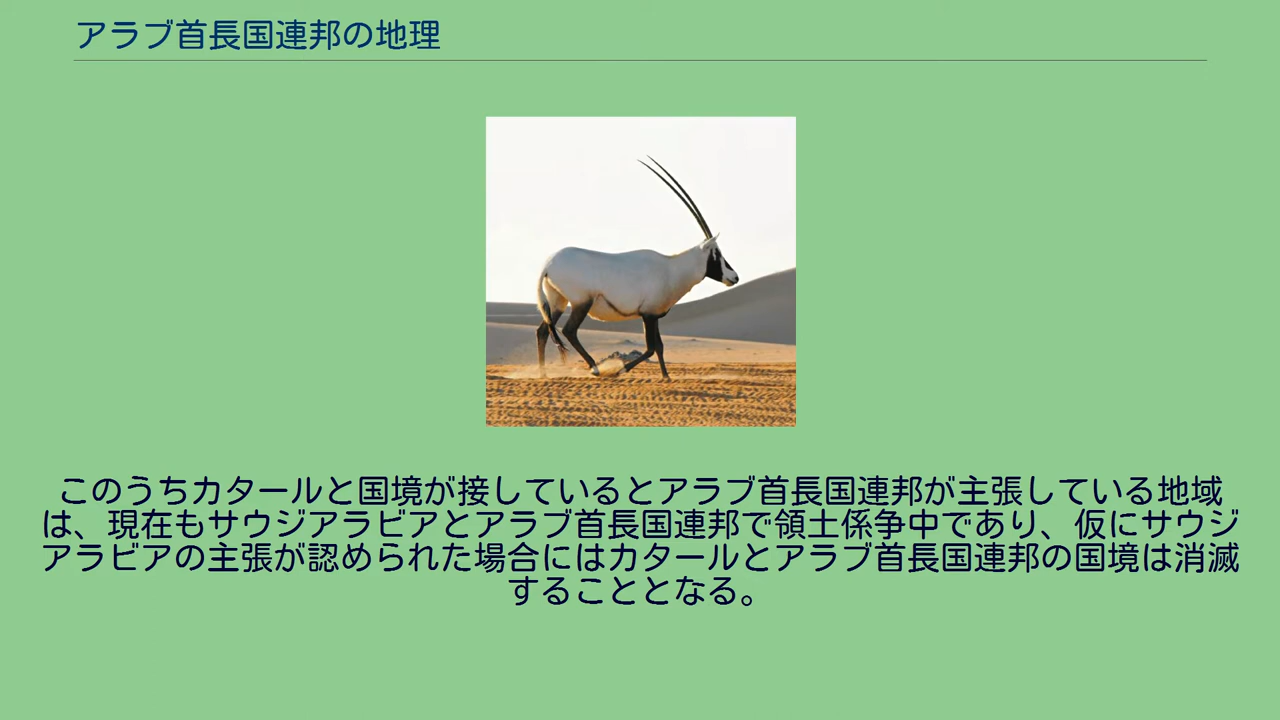 アラブ首長国連邦の地理
このうちカタールと国境が接しているとアラブ首長国連邦が主張している地域
は、現在もサウジアラビアとアラブ首長国連邦で領土係争中であり、仮にサウジ
アラビアの主張が認められた場合にはカタールとアラブ首長国連邦の国境は消滅
することとなる。